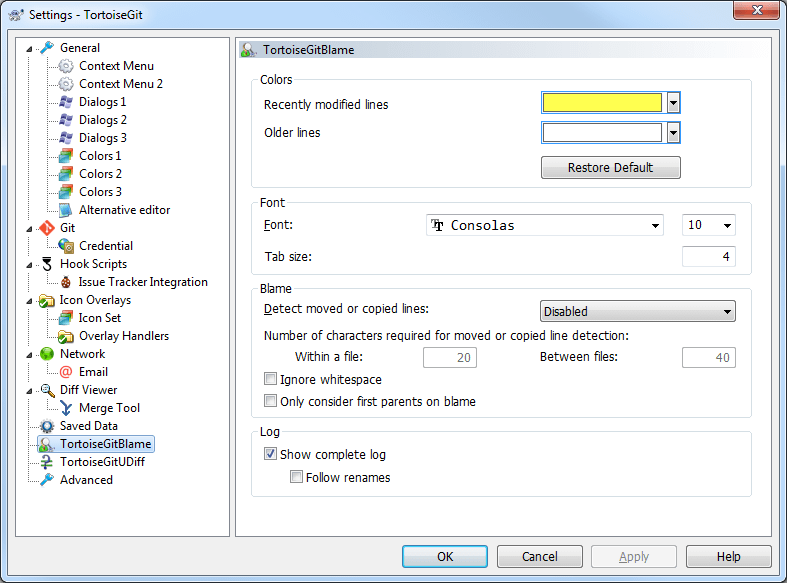 Settings - TortoiseGit
General
Context Menu
Context Menu 2
Dialogs 1
Dialogs 2
Dialogs 3
Colors 1
Colors 2
Colors 3
Alternative editor
Git
Credential
Hook Scripts
Issue Tracker Integration
Icon Overlays
Icon Set
Overlay Handlers
Network
Email
Diff Viewer
Merge Tool
Saved Data
TortoiseGitBlame
TortoiseGitUDiff
Advanced
TortoiseGitBlame
Colors
Recently modified lines
Older lines
Restore Default
Font
Font: Consolas 10
Tab size: 4
Blame
Detect moved or copied lines: Disabled
Number of characters required for moved or copied line detection:
Within a file: 20 Between files: 40
Ignore whitespace
Only consider first parents on blame
Log
Show complete log
Follow renames
OK Cancel Apply Help